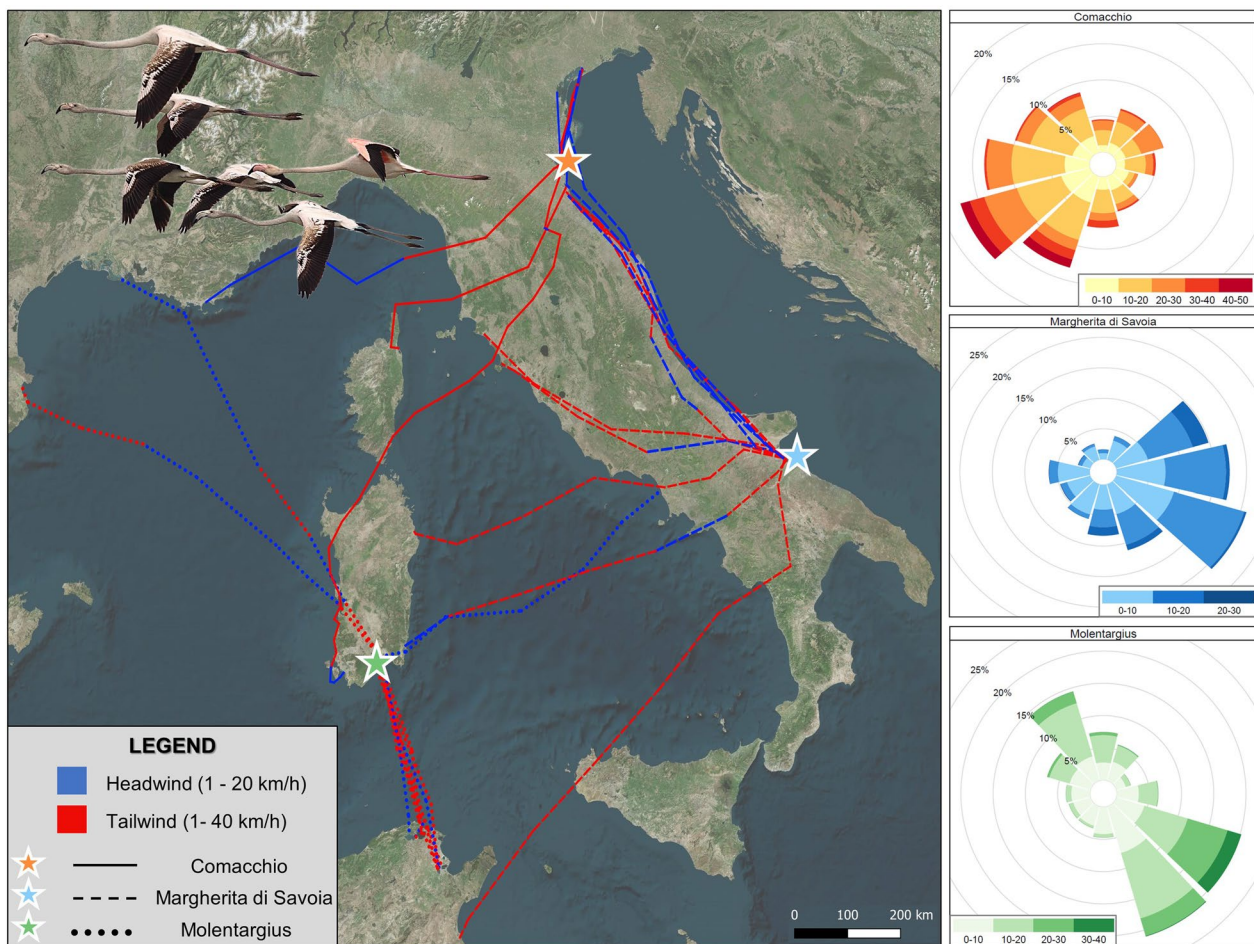 LEGEND
Headwind (1 - 20 km/h)
Tailwind (1- 40 km/h)
Comacchio
Margherita di Savoia
Molentargius
0 100 200 km
Comacchio
20%
15%
10%
5%
0-10 10-20 20-30 30-40 40-50
Margherita di Savoia
25%
20%
15%
10%
5%
0-10 10-20 20-30
Molentargius
25%
20%
15%
10%
5%
0-10 10-20 20-30 30-40